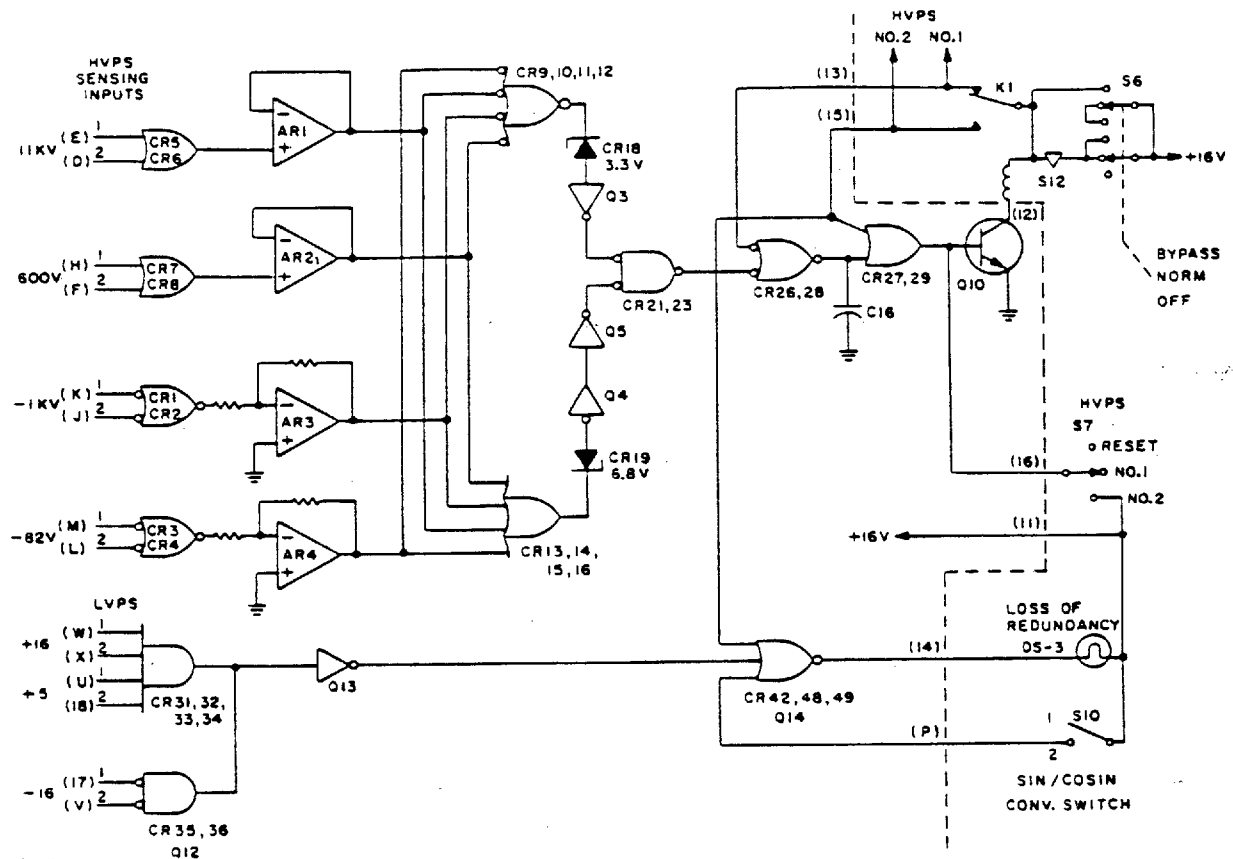 HVPS
SENSING
INPUTS
11KV
1 (E)
2 (D)
CR5
CR6
AR1
-
+
600V
1 (H)
2 (F)
CR7
CR8
AR2₁
-
+
-1KV
1 (K)
2 (J)
CR1
CR2
AR3
-
+
-82V
1 (M)
2 (L)
CR3
CR4
AR4
-
+
LVPS
+16
(W) 1
(X) 2
+5
(U) 1
(18) 2
CR31,32,
33,34
-16
(17) 1
(V) 2
CR35,36
Q12
Q13
CR9,10,11,12
CR18
3.3V
Q3
CR21,23
Q5
Q4
CR19
6.8V
CR13,14,
15,16
HVPS
NO.2 NO.1
(13)
(15)
K1
S6
+16V
S12
(12)
CR26,28
C16
CR27,29
Q10
BYPASS
NORM
OFF
HVPS
S7
RESET
(16)
NO.1
NO.2
(11)
+16V
LOSS OF
REDUNDANCY
DS-3
(14)
CR42,48,49
Q14
(P)
1
2
S10
SIN/COSIN
CONV. SWITCH